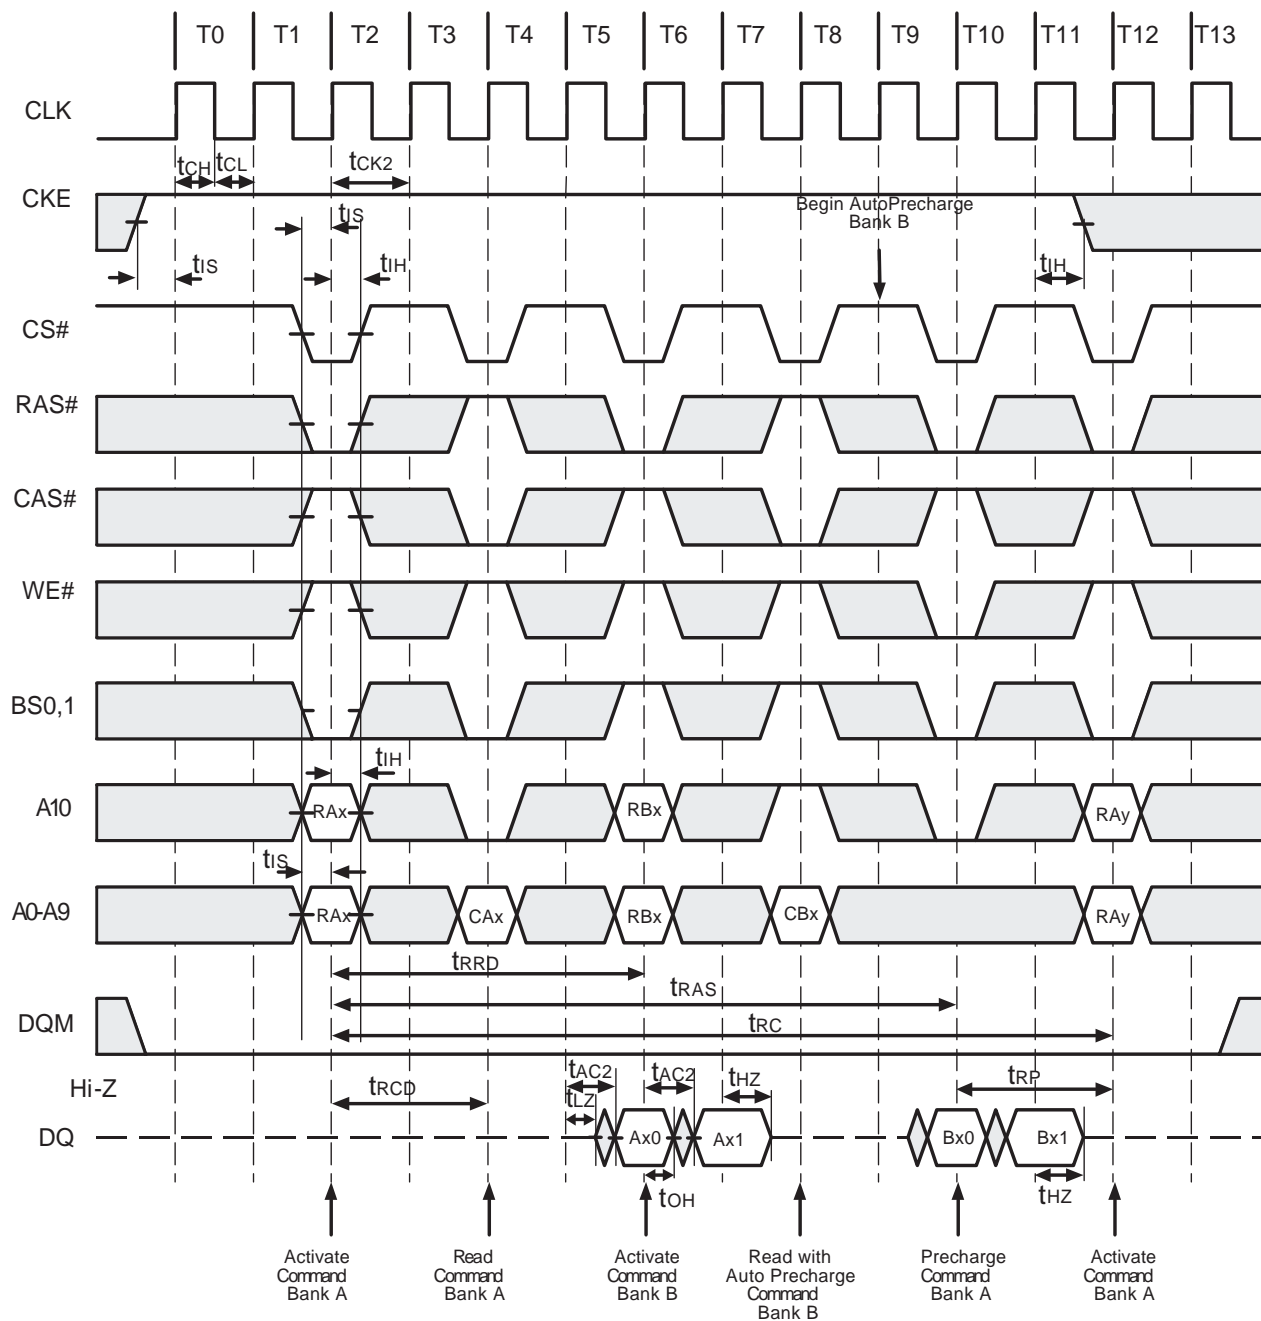 T0 T1 T2 T3 T4 T5 T6 T7 T8 T9 T10 T11 T12 T13
CLK
tCH tCL tCK2
CKE
tIS
Begin AutoPrecharge
Bank B
tIS tIH tIH
CS#
RAS#
CAS#
WE#
BS0,1
tIH
A10 RAx RBx RAy
tIS
A0-A9 RAx CAx RBx CBx RAy
tRRD
tRAS
DQM
tRC
Hi-Z
tRCD tAC2 tAC2 tHZ tRP
tLZ
DQ Ax0 Ax1 Bx0 Bx1
tOH tHZ
Activate
Command
Bank A
Read
Command
Bank A
Activate
Command
Bank B
Read with
Auto Precharge
Command
Bank B
Precharge
Command
Bank A
Activate
Command
Bank A